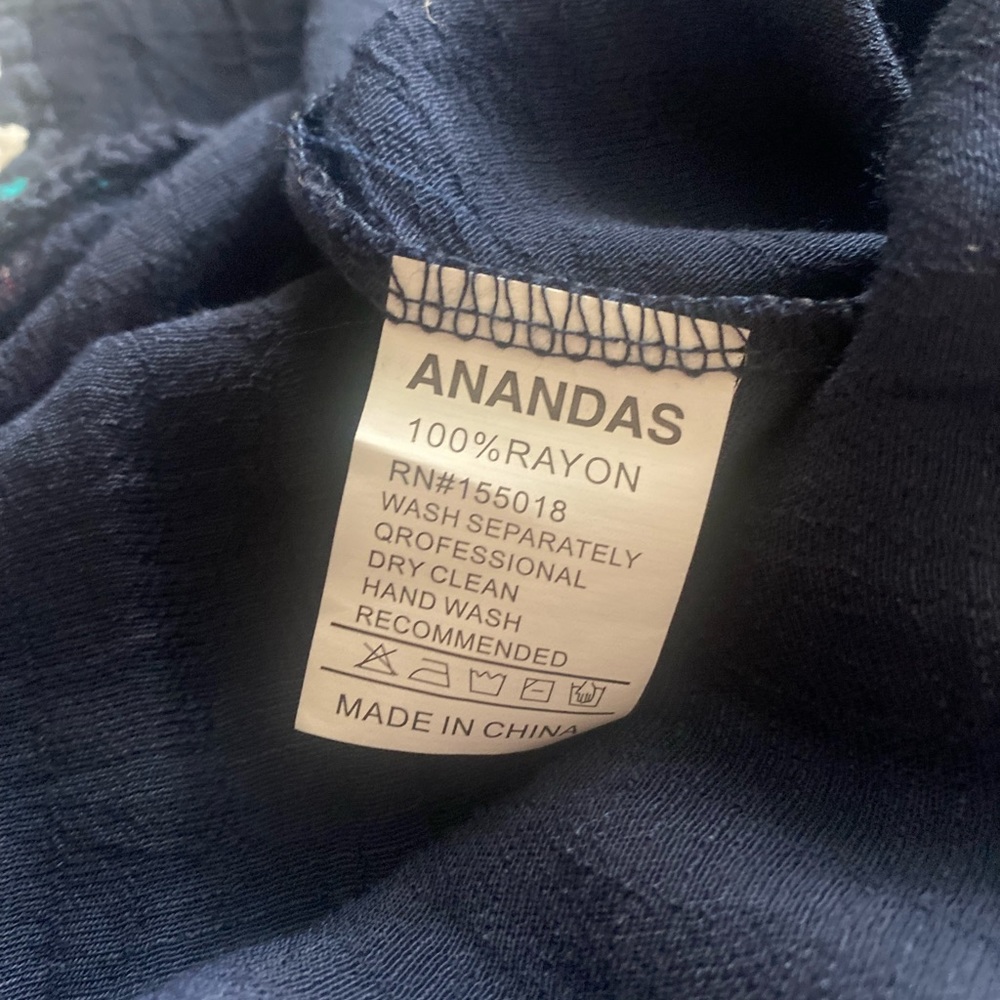 ANANDAS
100%RAYON
RN#155018
WASH SEPARATELY
QROFESSIONAL
DRY CLEAN
HAND WASH
RECOMMENDED
MADE IN CHINA